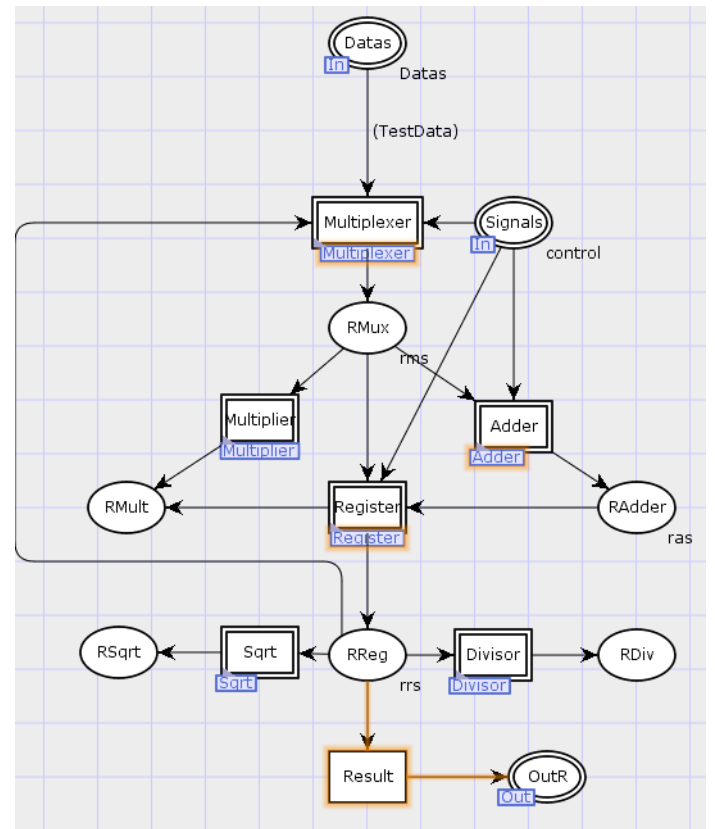 Datas
In
Datas
(TestData)
Multiplexer
Signals
Multiplexer
In
control
RMux
rms
Multiplier
Adder
Multiplier
Adder
RMult
Register
RAdder
Register
ras
RSqrt
Sqrt
RReg
Divisor
RDiv
Sqrt
rrs
Divisor
Result
OutR
Out